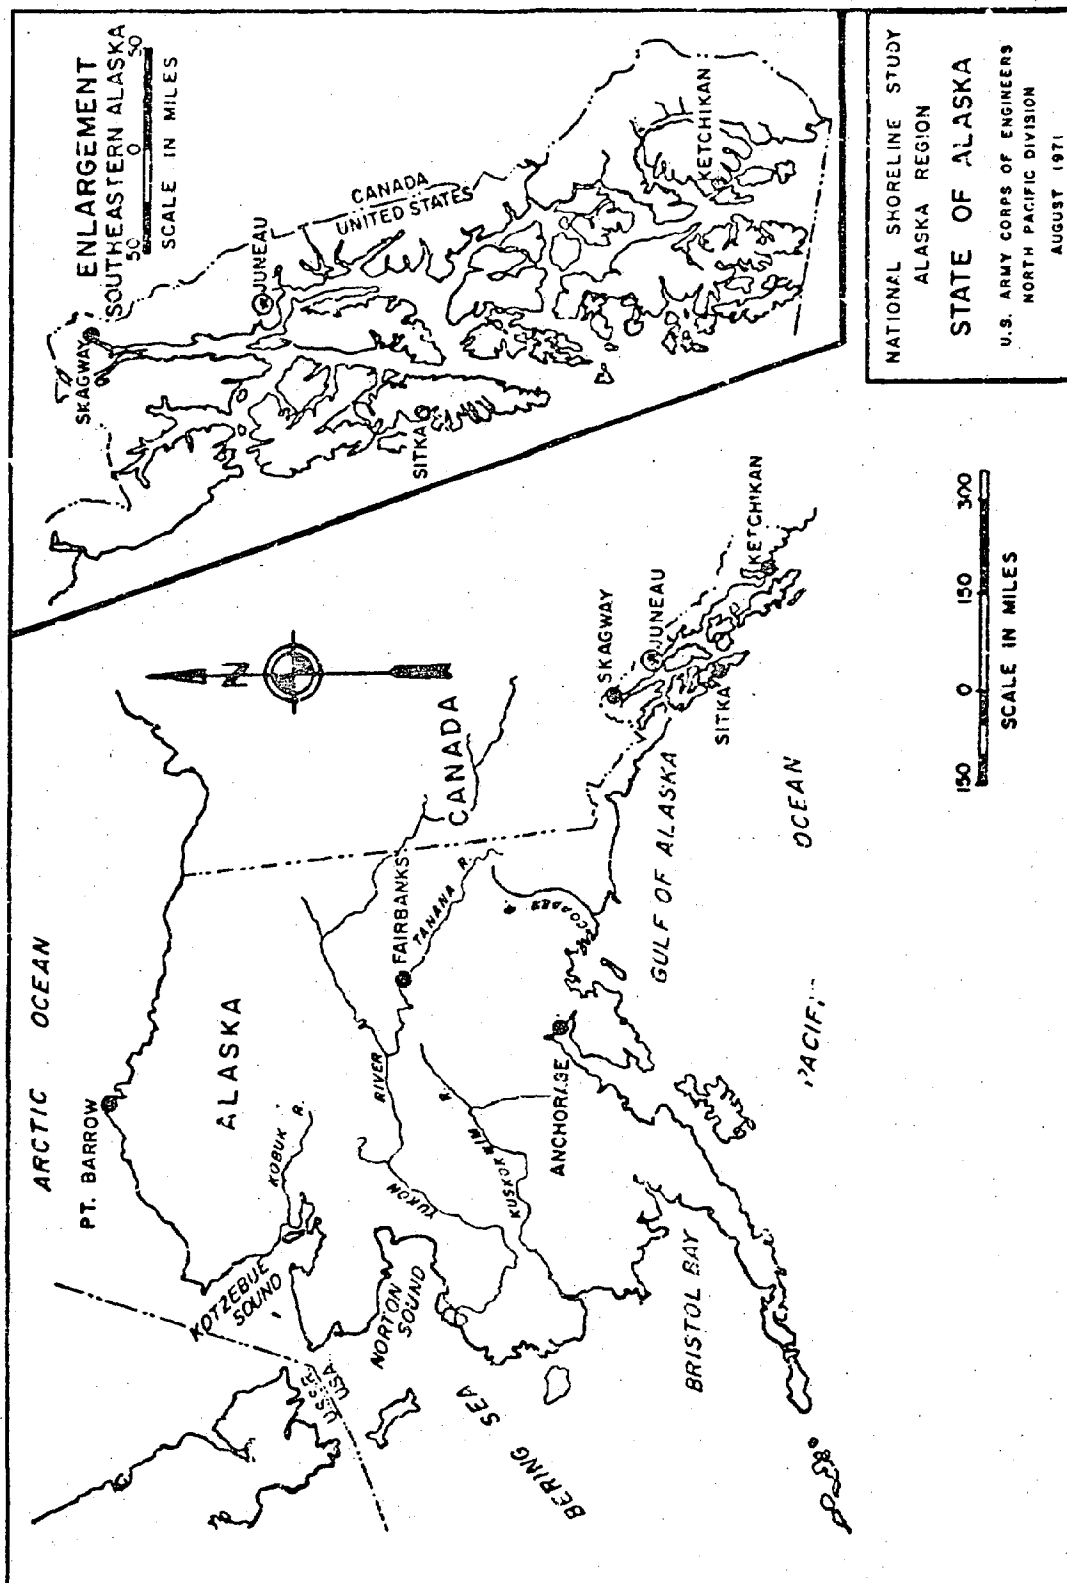 ENLARGEMENT
SOUTHEASTERN ALASKA
50 0 50
SCALE IN MILES
SKAGWAY
JUNEAU
CANADA
UNITED STATES
SITKA
KETCHIKAN
N
ARCTIC OCEAN
PT. BARROW
ALASKA
KOBUK R.
KOTZEBUE
SOUND
U.S.S.R.
USA
NORTON
SOUND
BERING SEA
YUKON
RIVER
KUSKOKWIM R.
FAIRBANKS
TANANA R.
CANADA
COPPER R.
ANCHORAGE
BRISTOL BAY
GULF OF ALASKA
SKAGWAY
JUNEAU
SITKA
KETCHIKAN
PACIFI
OCEAN
150 0 150 300
SCALE IN MILES
NATIONAL SHORELINE STUDY
ALASKA REGION
STATE OF ALASKA
U.S. ARMY CORPS OF ENGINEERS
NORTH PACIFIC DIVISION
AUGUST 1971